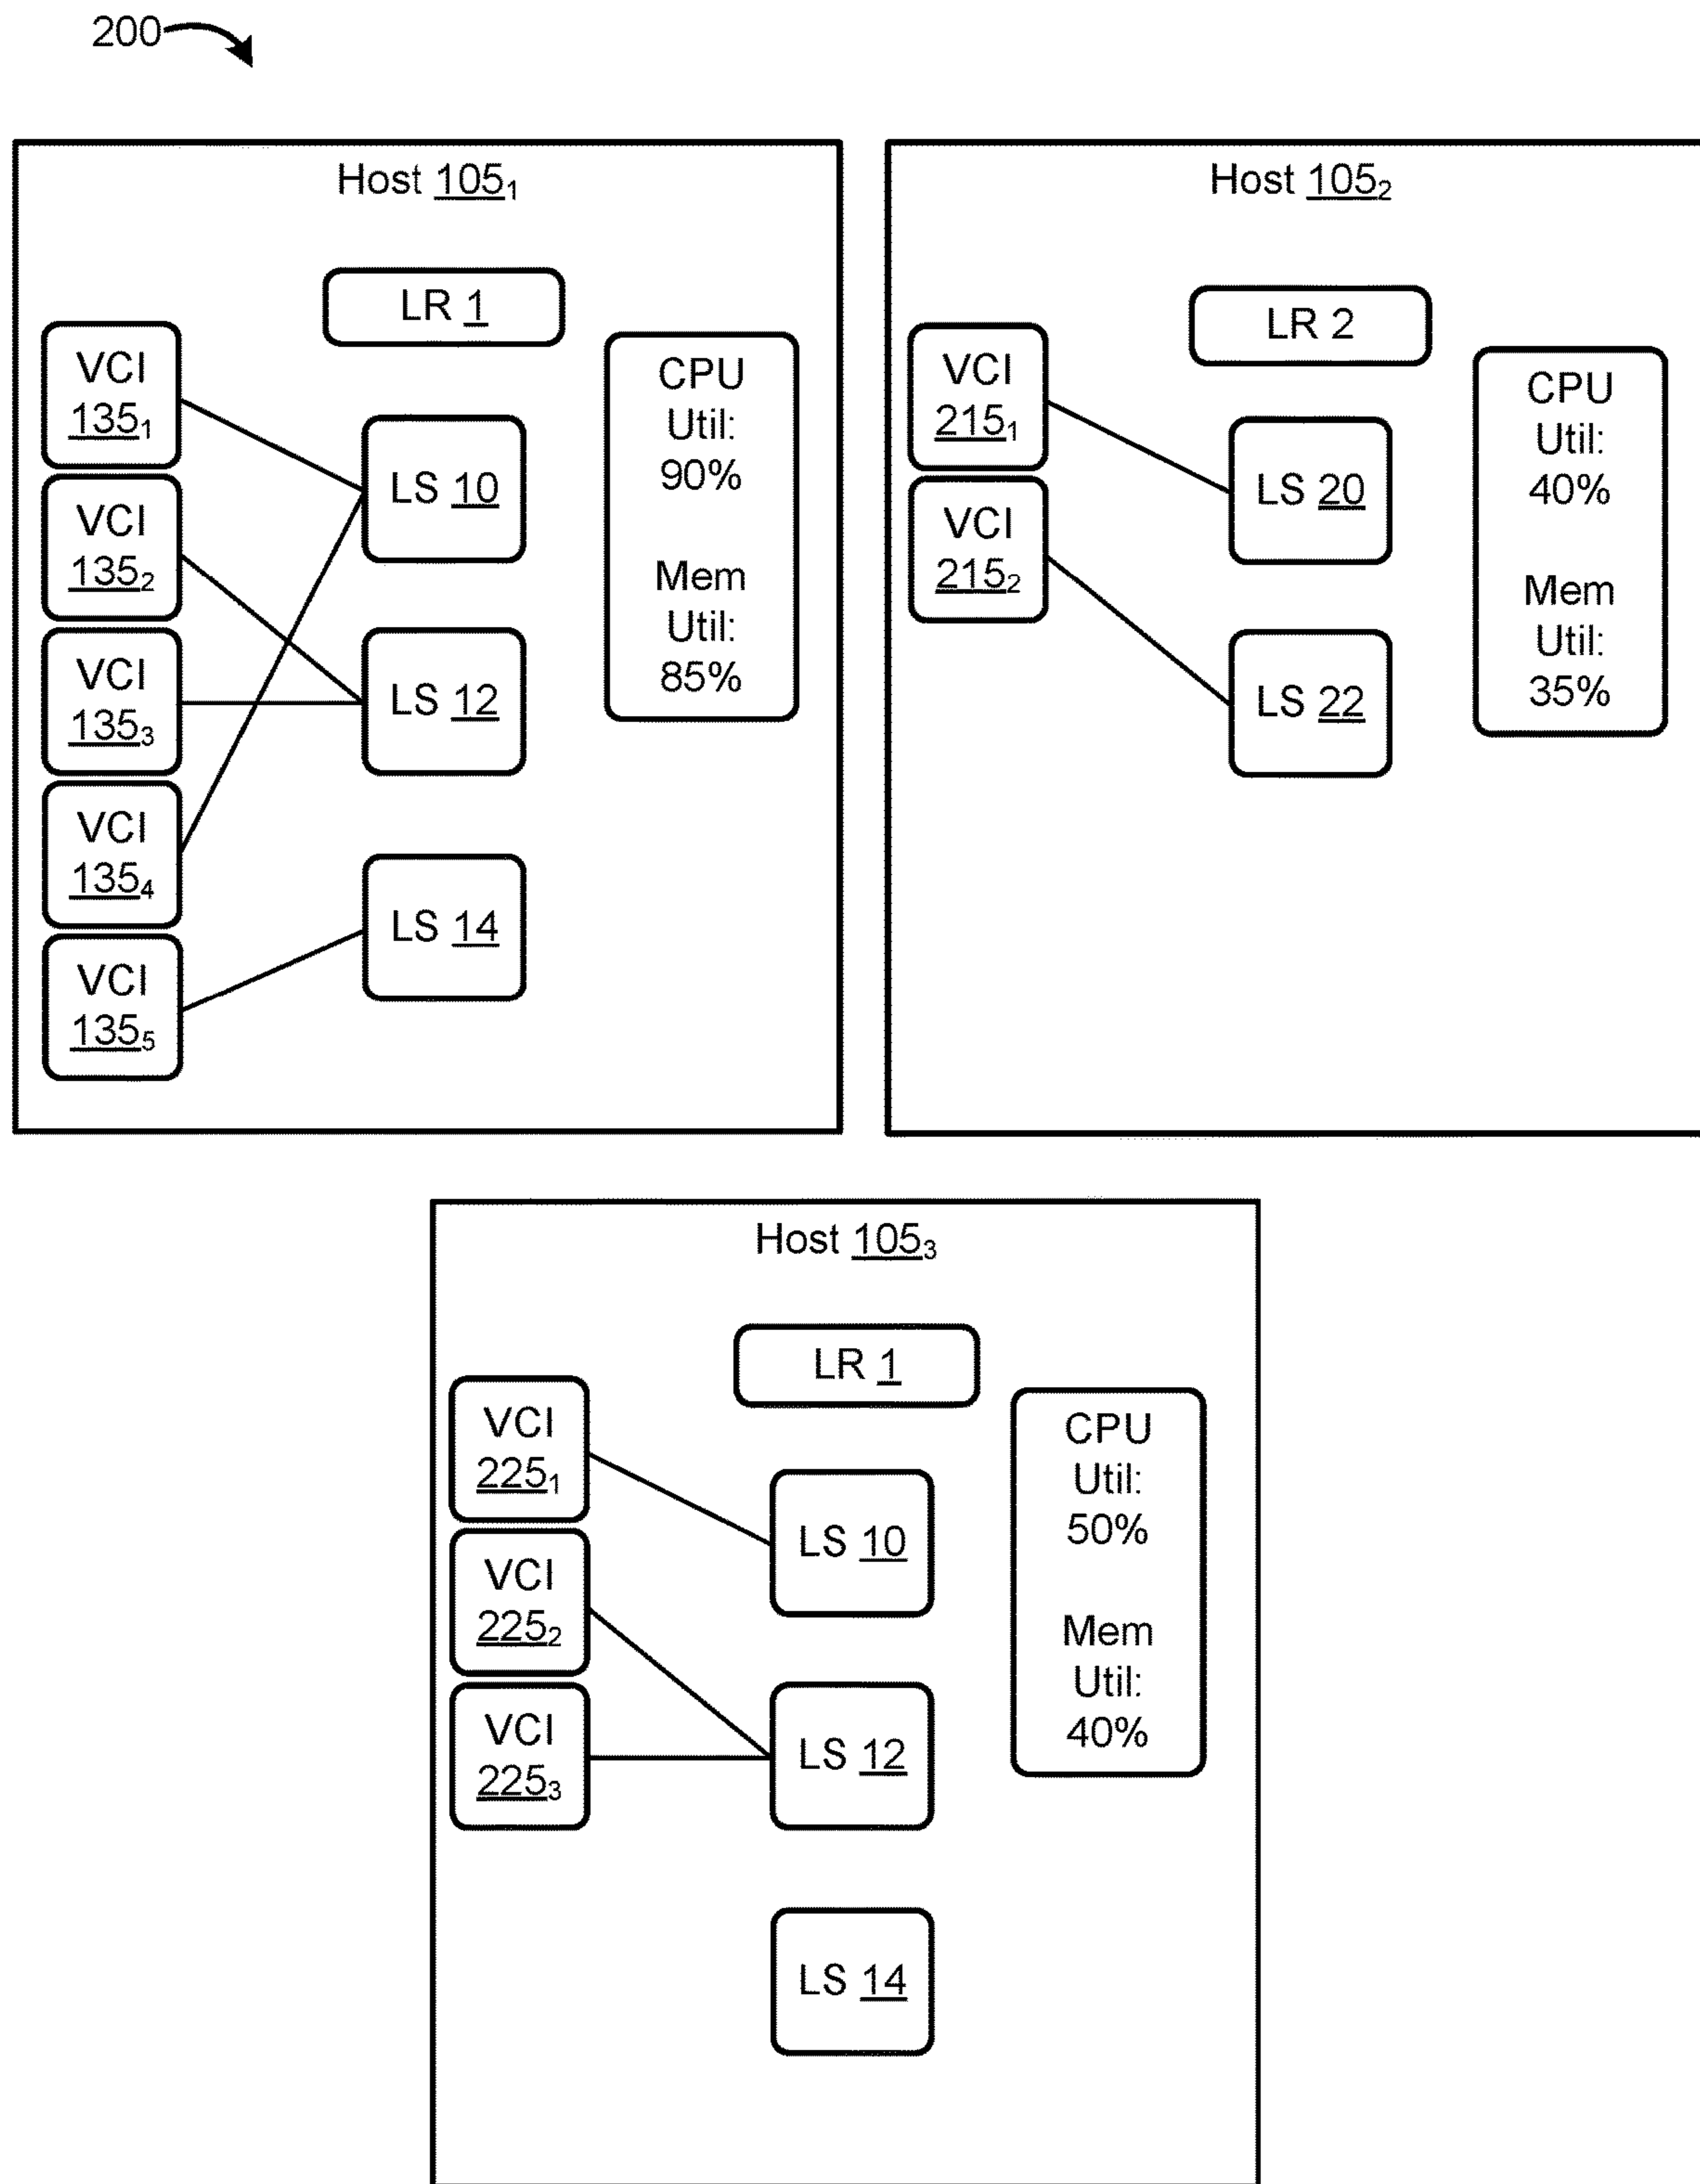 200
Host 105₁
LR 1
VCI
135₁
VCI
135₂
VCI
135₃
VCI
135₄
VCI
135₅
LS 10
LS 12
LS 14
CPU
Util:
90%
Mem
Util:
85%
Host 105₂
LR 2
VCI
215₁
VCI
215₂
LS 20
LS 22
CPU
Util:
40%
Mem
Util:
35%
Host 105₃
LR 1
VCI
225₁
VCI
225₂
VCI
225₃
LS 10
LS 12
LS 14
CPU
Util:
50%
Mem
Util:
40%